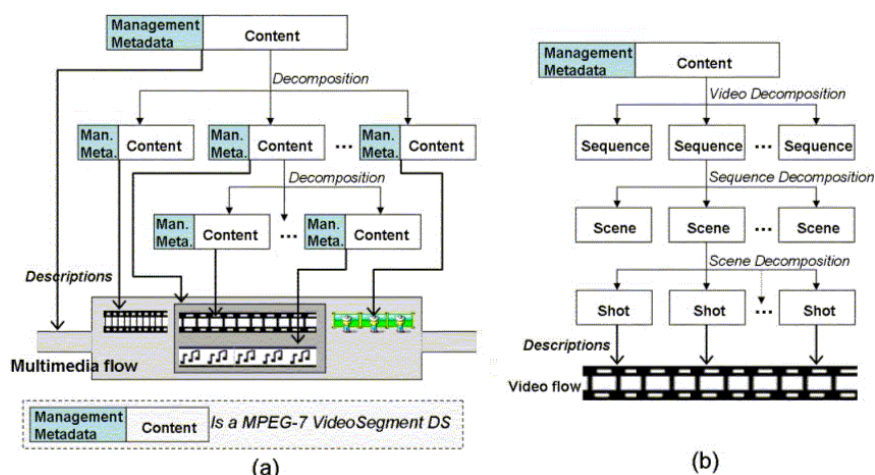 Management
Metadata
Content
Decomposition
Man.
Meta.
Content
Man.
Meta.
Content
...
Man.
Meta.
Content
Decomposition
Man.
Meta.
Content
...
Man.
Meta.
Content
Descriptions
Multimedia flow
Management
Metadata
Content
Is a MPEG-7 VideoSegment DS
(a)
Management
Metadata
Content
Video Decomposition
Sequence
Sequence
...
Sequence
Sequence Decomposition
Scene
Scene
...
Scene
Scene Decomposition
Shot
Shot
...
Shot
Descriptions
Video flow
(b)